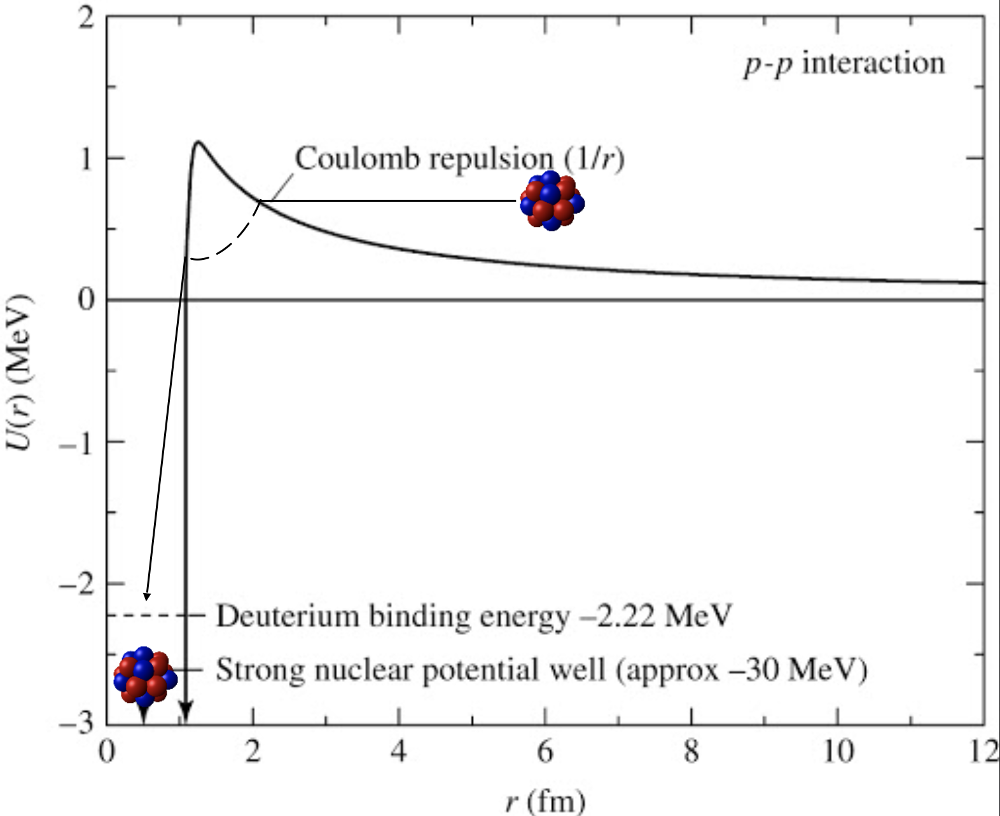 2
p-p interaction
Coulomb repulsion (1/r)
1
0
U(r) (MeV)
−1
−2
Deuterium binding energy −2.22 MeV
Strong nuclear potential well (approx −30 MeV)
−3
0 2 4 6 8 10 12
r (fm)